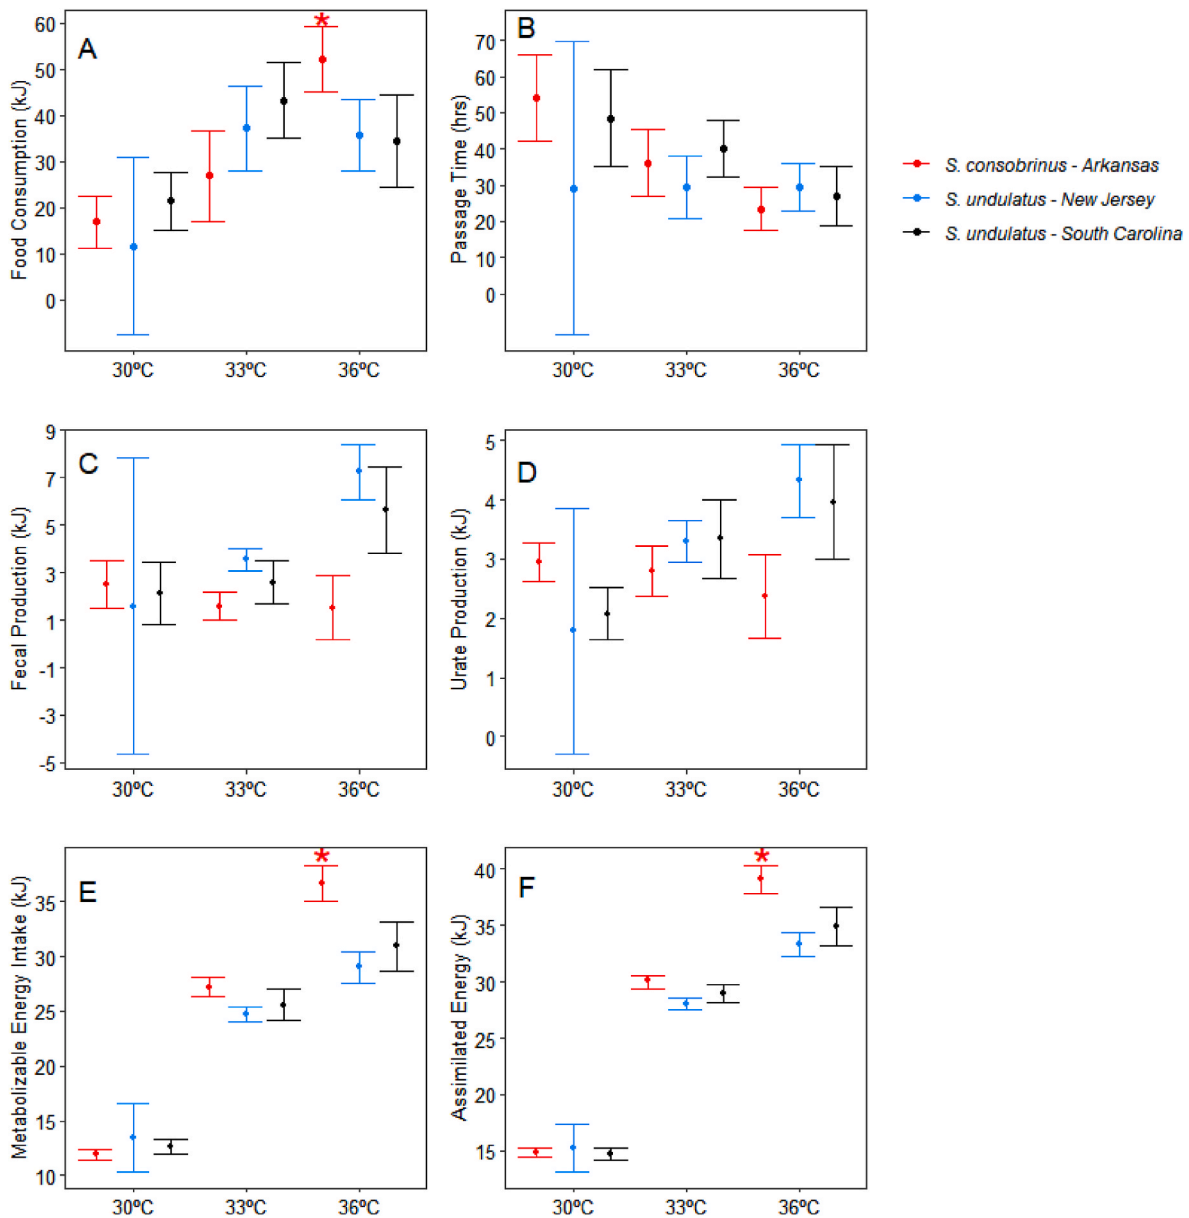 A
Food Consumption (kJ)
60
50
40
30
20
10
0
*
30ºC 33ºC 36ºC
B
Passage Time (hrs)
70
60
50
40
30
20
10
0
30ºC 33ºC 36ºC
S. consobrinus - Arkansas
S. undulatus - New Jersey
S. undulatus - South Carolina
C
Fecal Production (kJ)
9
7
5
3
1
-1
-3
-5
30ºC 33ºC 36ºC
D
Urate Production (kJ)
5
4
3
2
1
0
30ºC 33ºC 36ºC
E
Metabolizable Energy Intake (kJ)
35
30
25
20
15
10
*
30ºC 33ºC 36ºC
F
Assimilated Energy (kJ)
40
35
30
25
20
15
*
30ºC 33ºC 36ºC